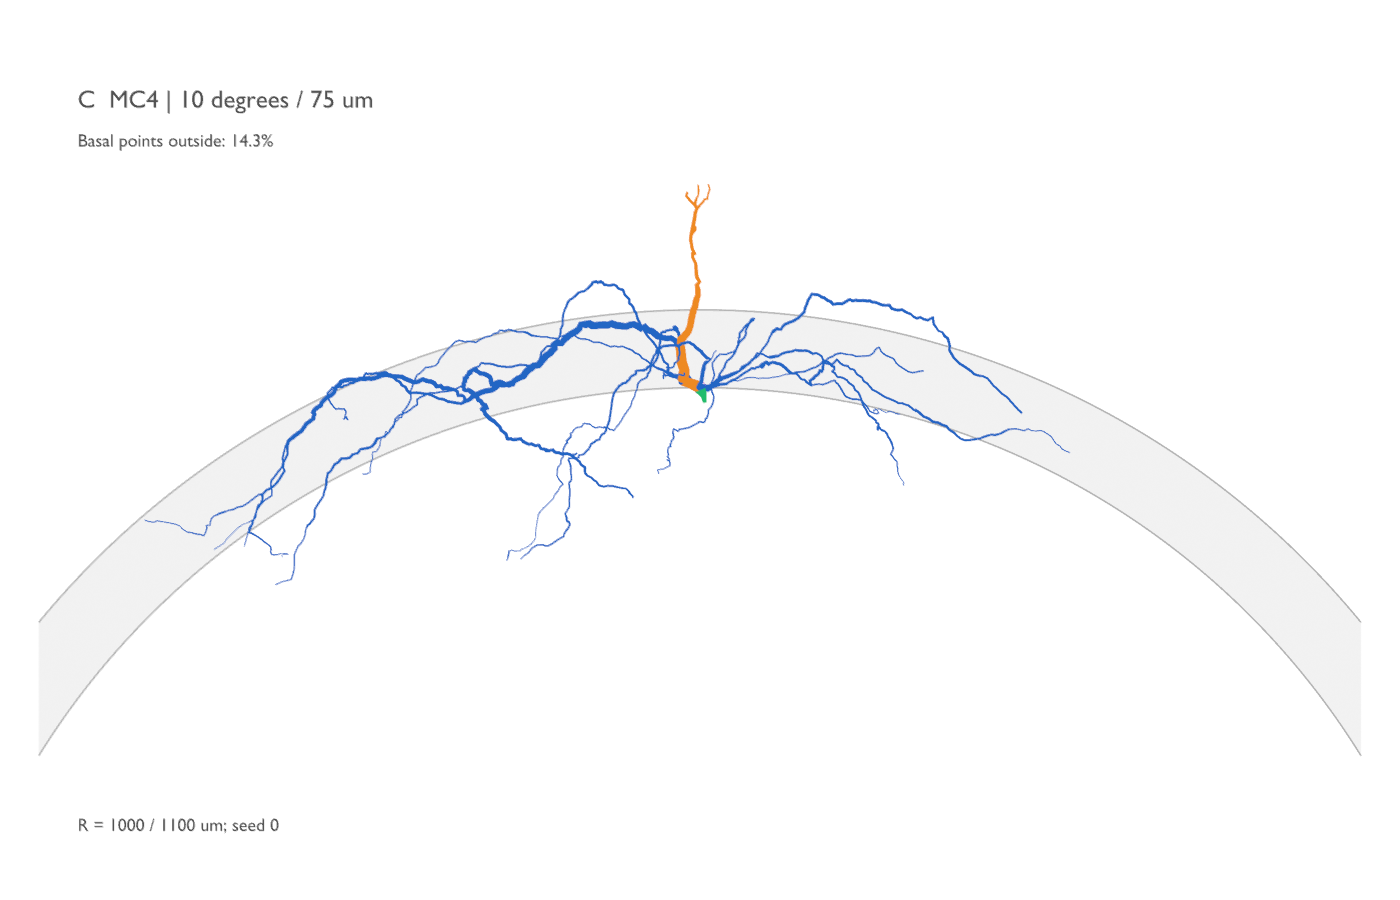 C  MC4 | 10 degrees / 75 um
Basal points outside: 14.3%
R = 1000 / 1100 um; seed 0